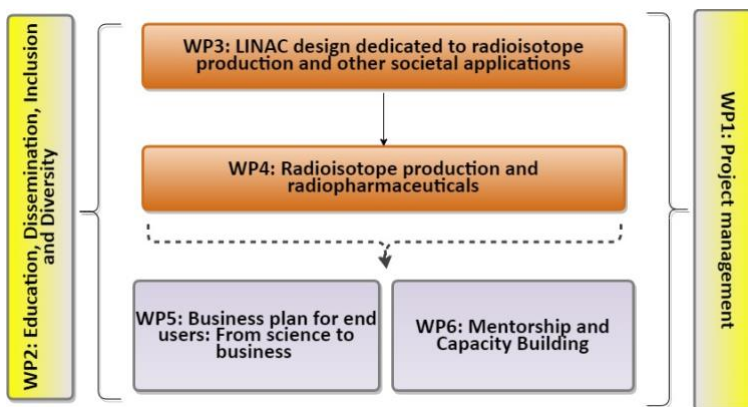 WP2: Education, Dissemination, Inclusion
and Diversity
WP3: LINAC design dedicated to radioisotope
production and other societal applications
WP4: Radioisotope production and
radiopharmaceuticals
WP5: Business plan for end
users: From science to
business
WP6: Mentorship and
Capacity Building
WP1: Project management